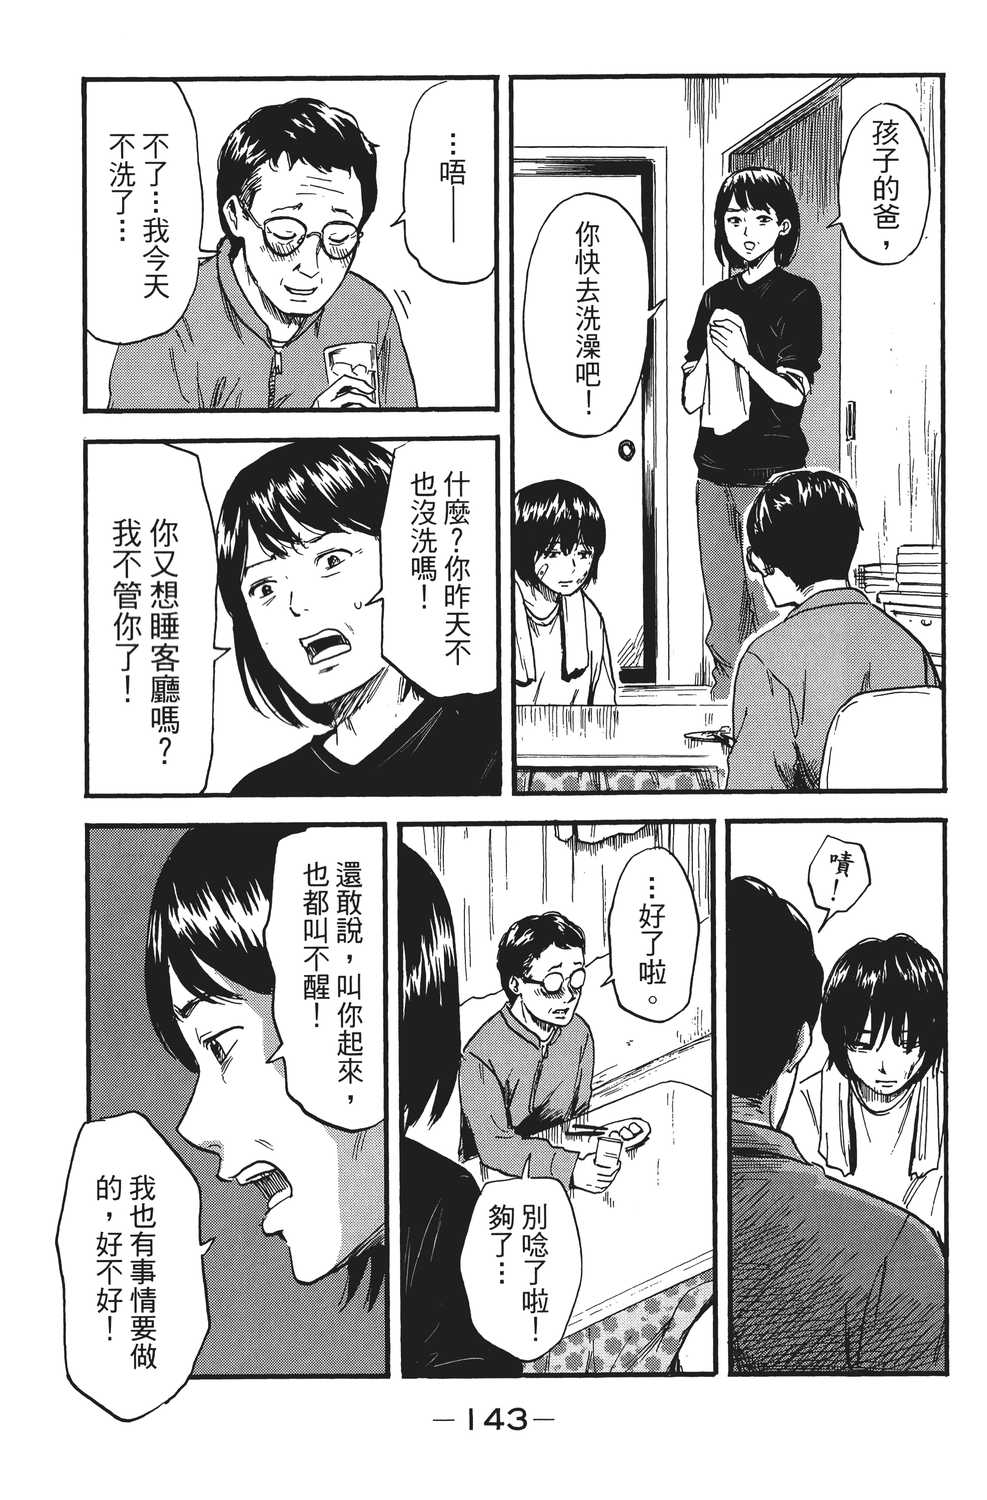 孩子的爸，
你快去洗澡吧！
…唔——
不了…我今天
不洗了…
什麼？你昨天不
也沒洗嗎！
你又想睡客廳嗎？
我不管你了！
嘖！
…好了啦。
別唸了啦！
夠了…
還敢說，叫你起來，
也都叫不醒！
我也有事情要做
的，好不好！
—143—